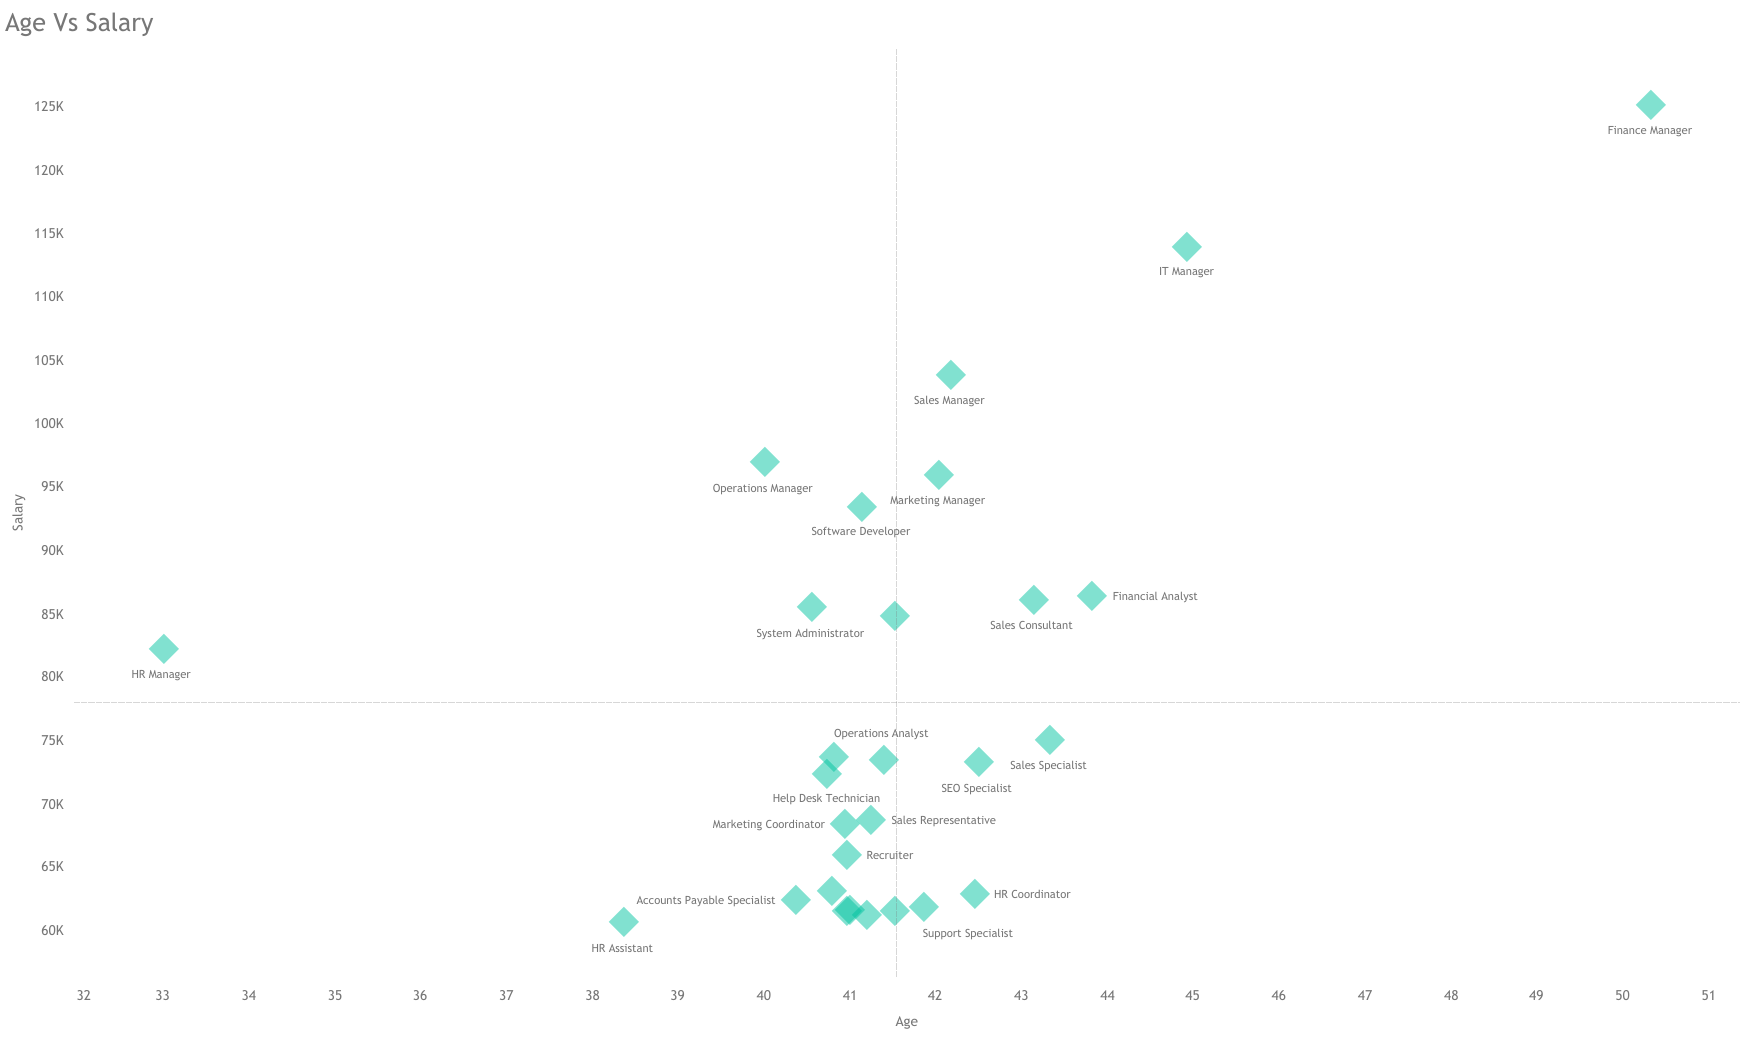 Age Vs Salary
125K
Finance Manager
120K
115K
IT Manager
110K
105K
Sales Manager
100K
95K
Operations Manager
Marketing Manager
Salary
Software Developer
90K
Financial Analyst
85K
Sales Consultant
System Administrator
HR Manager
80K
Operations Analyst
75K
Sales Specialist
SEO Specialist
Help Desk Technician
70K
Sales Representative
Marketing Coordinator
Recruiter
65K
HR Coordinator
Accounts Payable Specialist
60K
Support Specialist
HR Assistant
32 33 34 35 36 37 38 39 40 41 42 43 44 45 46 47 48 49 50 51
Age